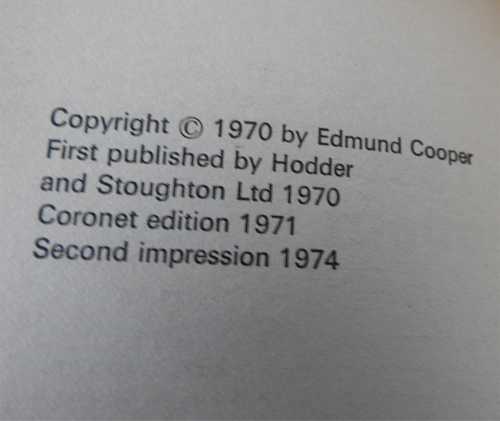 Copyright © 1970 by Edmund Cooper
First published by Hodder
and Stoughton Ltd 1970
Coronet edition 1971
Second impression 1974